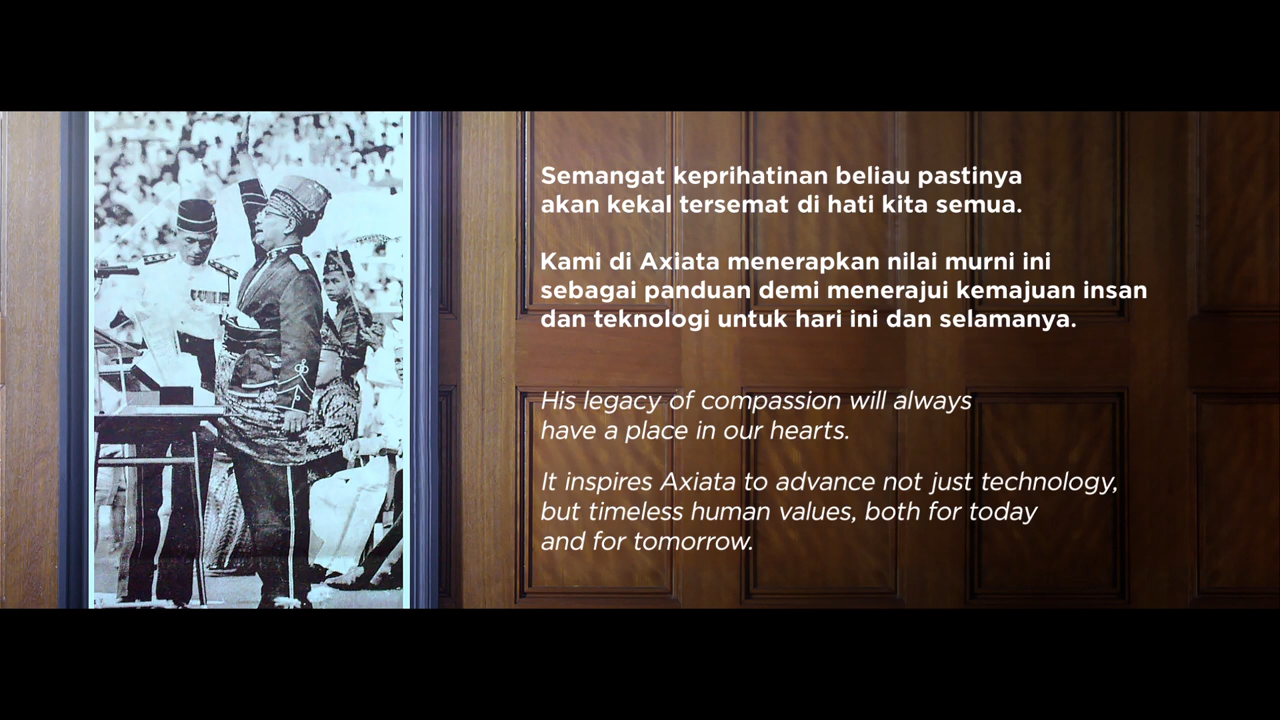 Semangat keprihatinan beliau pastinya
akan kekal tersemat di hati kita semua.
Kami di Axiata menerapkan nilai murni ini
sebagai panduan demi menerajui kemajuan insan
dan teknologi untuk hari ini dan selamanya.
His legacy of compassion will always
have a place in our hearts.
It inspires Axiata to advance not just technology,
but timeless human values, both for today
and for tomorrow.